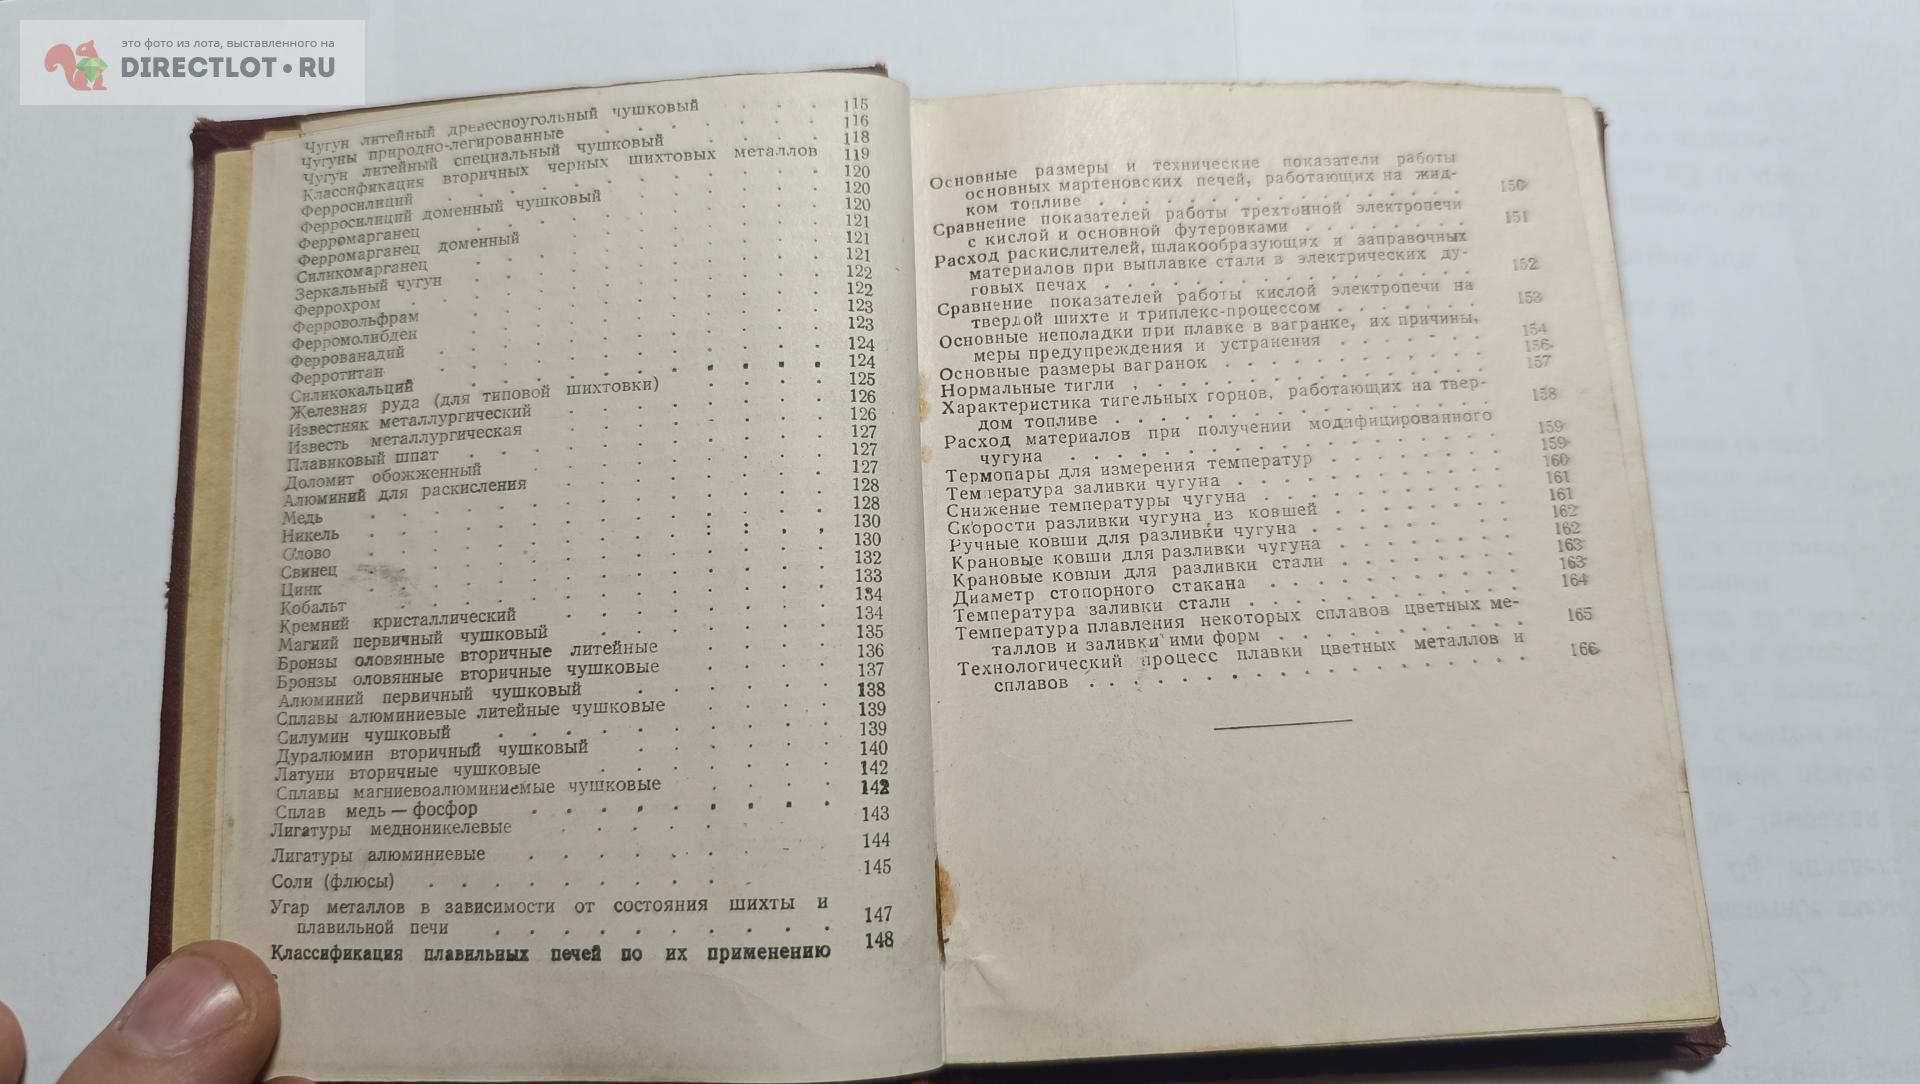 это фото из лота, выставленного на
DIRECTLOT•RU
Чугун литейный древесноугольный чушковый . . . 115
Чугуны природно-легированные . . . . . . 116
Чугун литейный специальный чушковый . . . . 118
Классификация вторичных черных шихтовых металлов 119
Ферросилиций . . . . . . . . . . 120
Ферросилиций доменный чушковый . . . . . . 120
Ферромарганец . . . . . . . . . . 120
Ферромарганец доменный . . . . . . . 121
Силикомарганец . . . . . . . . . . 121
Зеркальный чугун . . . . . . . . . 121
Феррохром . . . . . . . . . . . 122
Ферровольфрам . . . . . . . . . . 122
Ферромолибден . . . . . . . . . . 123
Феррованадий . . . . . . . . . . 123
Ферротитан . . . . . . . . . . . 124
Силикокальций . . . . . . . . . . 124
Железная руда (для типовой шихтовки) . . . . 125
Известняк металлургический . . . . . . . 126
Известь металлургическая . . . . . . . 126
Плавиковый шпат . . . . . . . . . 127
Доломит обожженный . . . . . . . . 127
Алюминий для раскисления . . . . . . . 127
Медь . . . . . . . . . . . . 128
Никель . . . . . . . . . . . . 128
Олово . . . . . . . . . . . . 130
Свинец . . . . . . . . . . . . 130
Цинк . . . . . . . . . . . . 132
Кобальт . . . . . . . . . . . . 133
Кремний кристаллический . . . . . . . 134
Магний первичный чушковый . . . . . . 134
Бронзы оловянные вторичные литейные . . . . 135
Бронзы оловянные вторичные чушковые . . . . 136
Алюминий первичный чушковый . . . . . . 137
Сплавы алюминиевые литейные чушковые . . . . 138
Силумин чушковый . . . . . . . . . 139
Дуралюмин вторичный чушковый . . . . . . 139
Латуни вторичные чушковые . . . . . . . 140
Сплавы магниевоалюминиемые чушковые . . . . 142
Сплав медь — фосфор . . . . . . . . 142
Лигатуры медноникелевые . . . . . 143
Лигатуры алюминиевые . . . . . . . 144
Соли (флюсы) . . . . . . . . . 145
Угар металлов в зависимости от состояния шихты и
плавильной печи . . . . . . . . . 147
Классификация плавильных печей по их применению 148
Основные размеры и технические показатели работы
основных мартеновских печей, работающих на жид-
ком топливе . . . . . . . . . . 150
Сравнение показателей работы трехтонной электропечи
с кислой и основной футеровками . . . . . . 151
Расход раскислителей, шлакообразующих и заправочных
материалов при выплавке стали в электрических ду-
говых печах . . . . . . . . . . 152
Сравнение показателей работы кислой электропечи на
твердой шихте и триплекс-процессом . . . . . 153
Основные неполадки при плавке в вагранке, их причины,
меры предупреждения и устранения . . . . . 154
Основные размеры вагранок . . . . . . . 156
Нормальные тигли . . . . . . . . . . 157
Характеристика тигельных горнов, работающих на твер-
дом топливе . . . . . . . . . . 158
Расход материалов при получении модифицированного
чугуна . . . . . . . . . . . 159
Термопары для измерения температур . . . . . 159
Температура заливки чугуна . . . . . . . 160
Снижение температуры чугуна . . . . . . . 161
Скорости разливки чугуна из ковшей . . . . . 161
Ручные ковши для разливки чугуна . . . . . 162
Крановые ковши для разливки чугуна . . . . . 162
Крановые ковши для разливки стали . . . . . 163
Диаметр стопорного стакана . . . . . . . 163
Температура заливки стали . . . . . . . 164
Температура плавления некоторых сплавов цветных ме-
таллов и заливки ими форм . . . . . . . 165
Технологический процесс плавки цветных металлов и
сплавов . . . . . . . . . . . 166